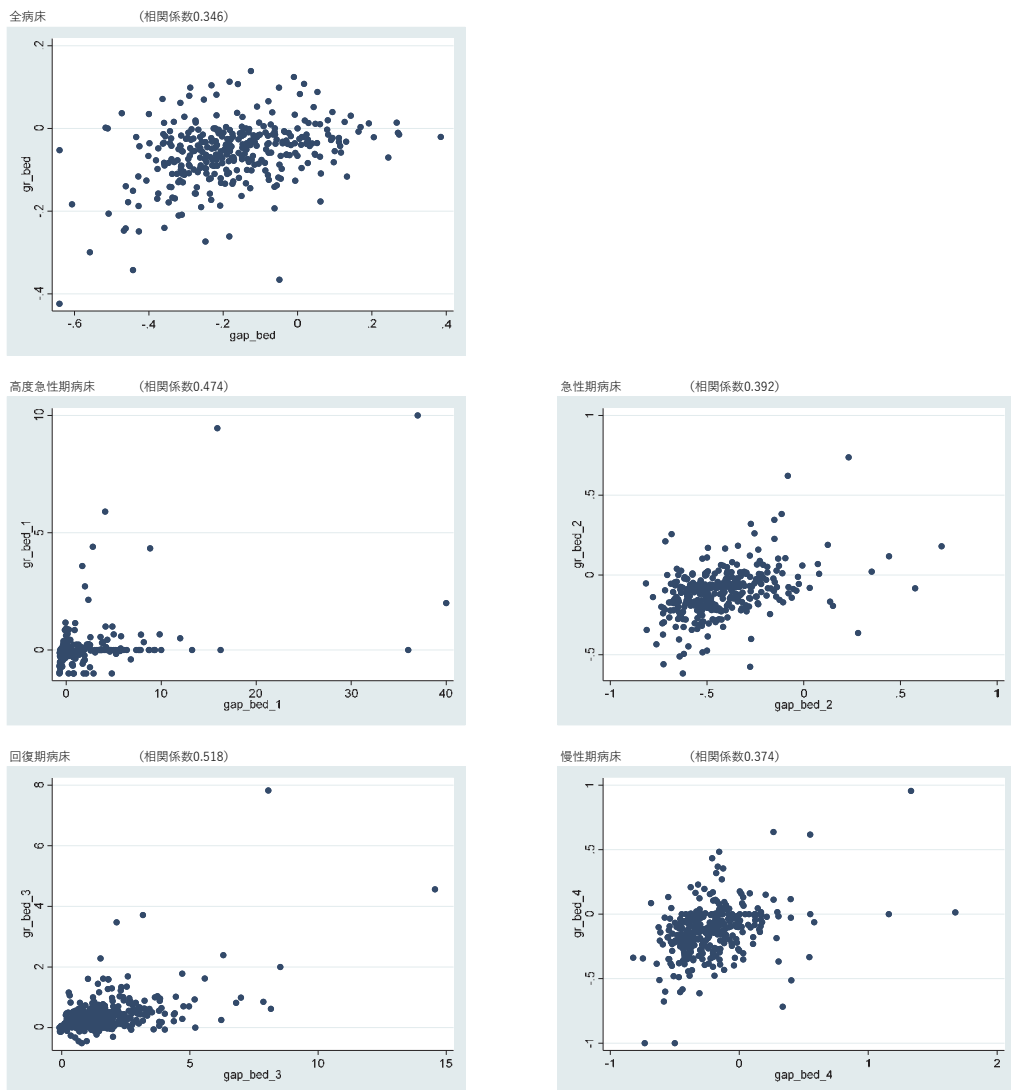 全病床 （相関係数0.346）
.2
0
-.2
-.4
gr_bed
-.6 -.4 -.2 0 .2 .4
gap_bed
高度急性期病床 （相関係数0.474）
10
5
0
gr_bed_1
0 10 20 30 40
gap_bed_1
急性期病床 （相関係数0.392）
1
.5
0
-.5
gr_bed_2
-1 -.5 0 .5 1
gap_bed_2
回復期病床 （相関係数0.518）
8
6
4
2
0
gr_bed_3
0 5 10 15
gap_bed_3
慢性期病床 （相関係数0.374）
1
.5
0
-.5
-1
gr_bed_4
-1 0 1 2
gap_bed_4